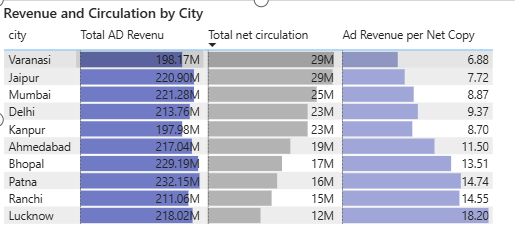 Revenue and Circulation by City
city Total AD Revenu Total net circulation Ad Revenue per Net Copy
Varanasi 198.17M 29M 6.88
Jaipur 220.90M 29M 7.72
Mumbai 221.28M 25M 8.87
Delhi 213.76M 23M 9.37
Kanpur 197.98M 23M 8.70
Ahmedabad 217.04M 19M 11.50
Bhopal 229.19M 17M 13.51
Patna 232.15M 16M 14.74
Ranchi 211.06M 15M 14.55
Lucknow 218.02M 12M 18.20